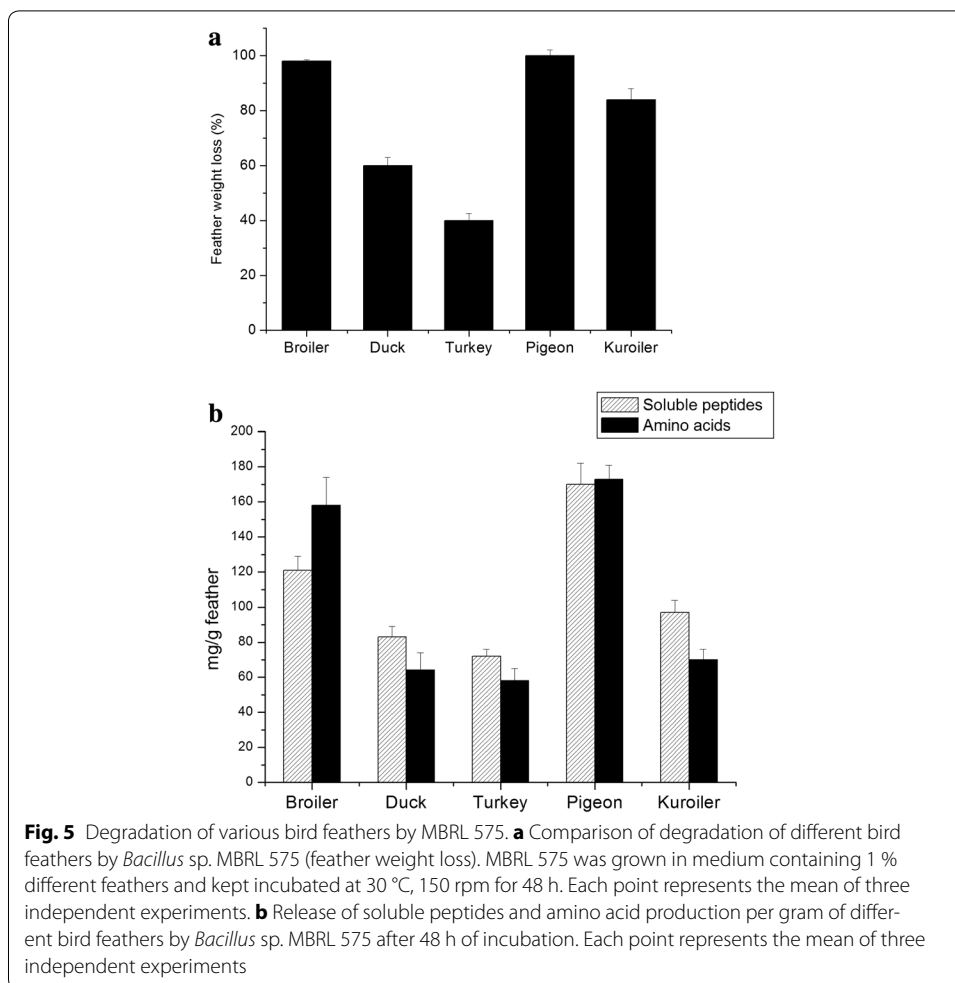 a
100
80
60
40
20
0
Feather weight loss (%)
Broiler Duck Turkey Pigeon Kuroiler
b
Soluble peptides
Amino acids
200
180
160
140
120
100
80
60
40
20
0
mg/g feather
Broiler Duck Turkey Pigeon Kuroiler
Fig. 5 Degradation of various bird feathers by MBRL 575. a Comparison of degradation of different bird
feathers by Bacillus sp. MBRL 575 (feather weight loss). MBRL 575 was grown in medium containing 1 %
different feathers and kept incubated at 30 °C, 150 rpm for 48 h. Each point represents the mean of three
independent experiments. b Release of soluble peptides and amino acid production per gram of differ-
ent bird feathers by Bacillus sp. MBRL 575 after 48 h of incubation. Each point represents the mean of three
independent experiments